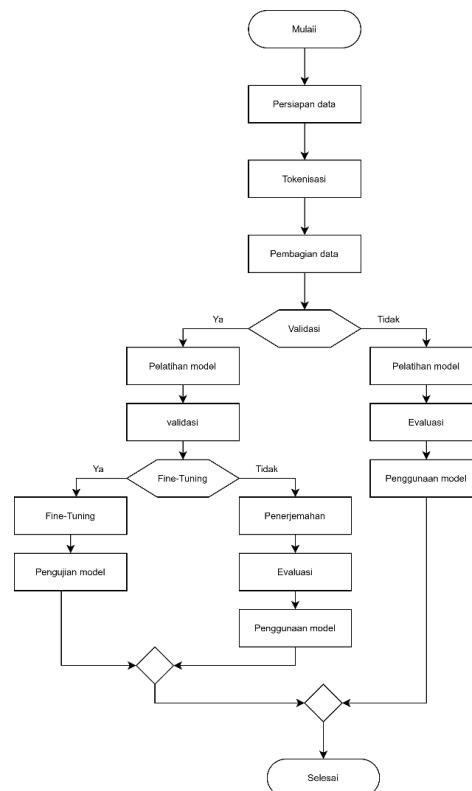 Mulaii
Persiapan data
Tokenisasi
Pembagian data
Ya
Validasi
Tidak
Pelatihan model
Pelatihan model
validasi
Evaluasi
Ya
Fine-Tuning
Tidak
Penggunaan model
Fine-Tuning
Penerjemahan
Pengujian model
Evaluasi
Penggunaan model
Selesai